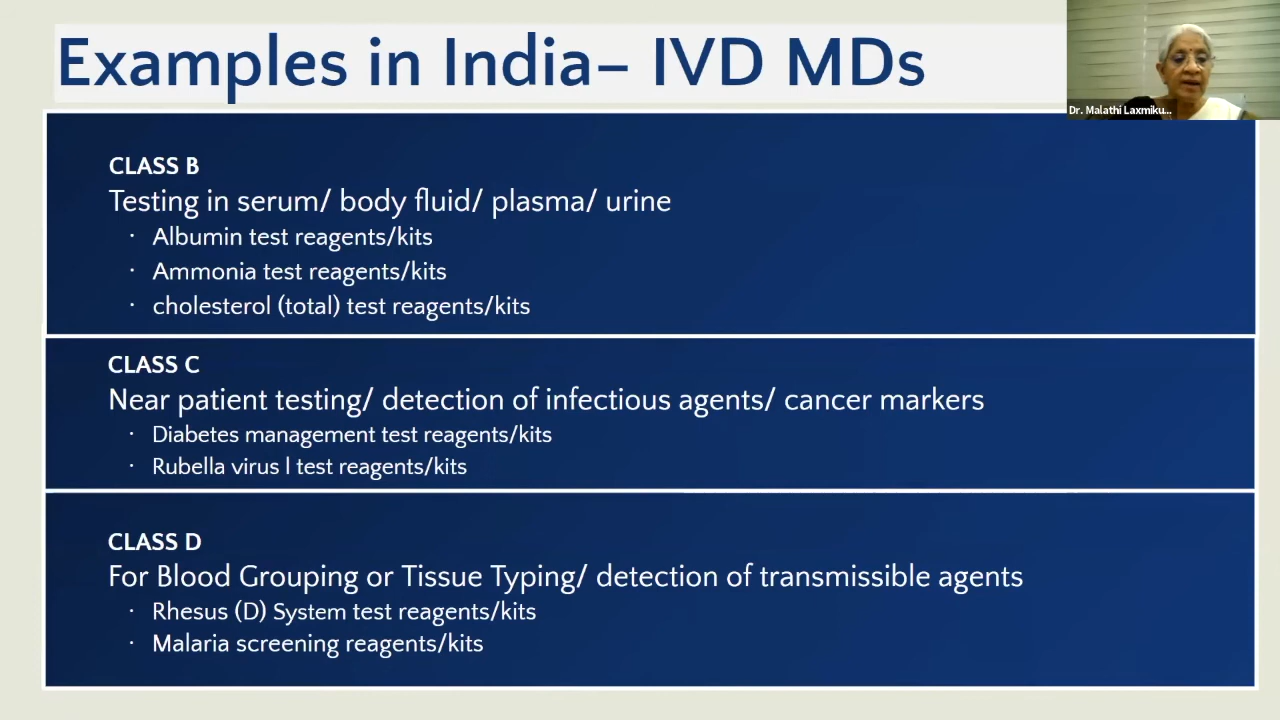 Examples in India– IVD MDs
Dr. Malathi Laxmiku...
CLASS B
Testing in serum/ body fluid/ plasma/ urine
· Albumin test reagents/kits
· Ammonia test reagents/kits
· cholesterol (total) test reagents/kits
CLASS C
Near patient testing/ detection of infectious agents/ cancer markers
· Diabetes management test reagents/kits
· Rubella virus l test reagents/kits
CLASS D
For Blood Grouping or Tissue Typing/ detection of transmissible agents
· Rhesus (D) System test reagents/kits
· Malaria screening reagents/kits